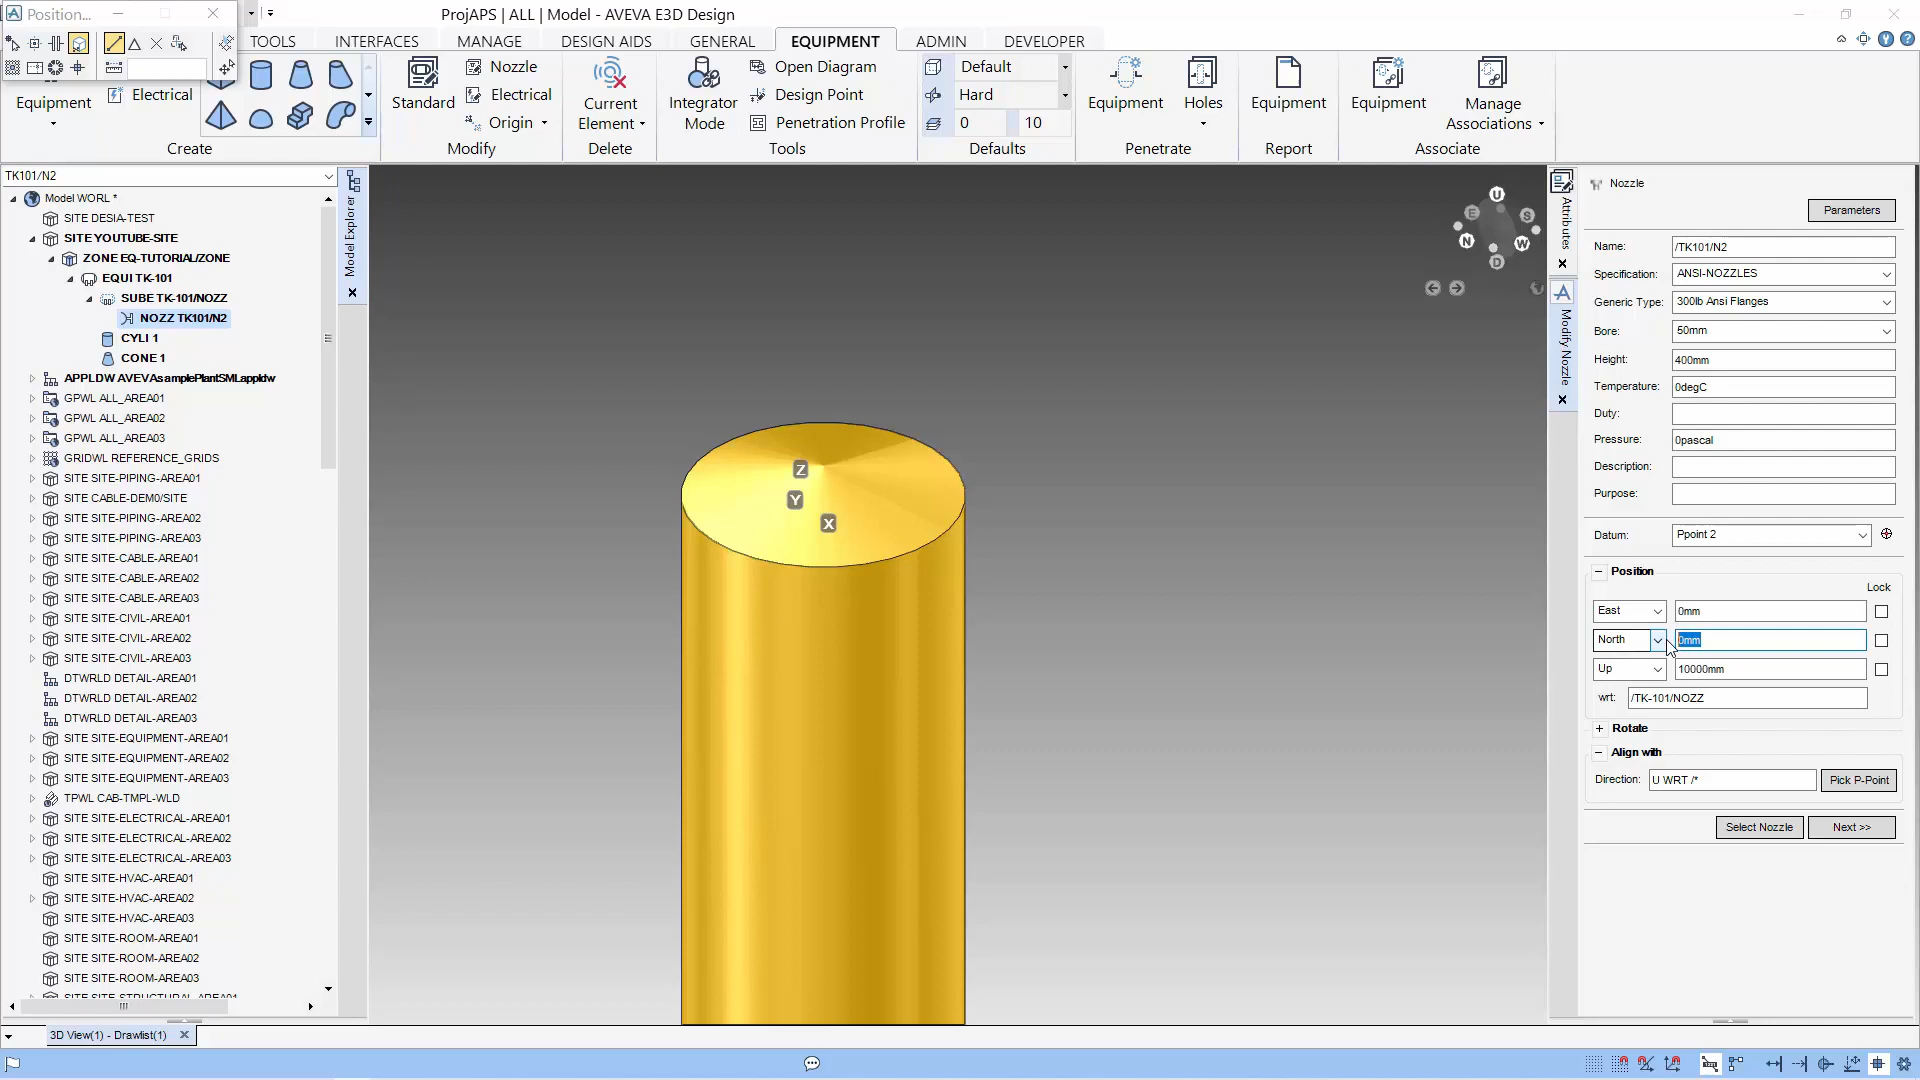 Position...
ProjAPS | ALL | Model - AVEVA E3D Design
TOOLS
INTERFACES
MANAGE
DESIGN AIDS
GENERAL
EQUIPMENT
ADMIN
DEVELOPER
Equipment
Electrical
Create
Standard
Nozzle
Electrical
Origin
Modify
Current Element
Delete
Integrator Mode
Open Diagram
Design Point
Penetration Profile
Tools
Default
Hard
0
10
Defaults
Equipment
Holes
Penetrate
Equipment
Report
Equipment
Manage Associations
Associate
TK101/N2
Model WORL *
SITE DESIA-TEST
SITE YOUTUBE-SITE
ZONE EQ-TUTORIAL/ZONE
EQUI TK-101
SUBE TK-101/NOZZ
NOZZ TK101/N2
CYLI 1
CONE 1
APPLDW AVEVAsamplePlantSMLappldw
GPWL ALL_AREA01
GPWL ALL_AREA02
GPWL ALL_AREA03
GRIDWL REFERENCE_GRIDS
SITE SITE-PIPING-AREA01
SITE CABLE-DEM0/SITE
SITE SITE-PIPING-AREA02
SITE SITE-PIPING-AREA03
SITE SITE-CABLE-AREA01
SITE SITE-CABLE-AREA02
SITE SITE-CABLE-AREA03
SITE SITE-CIVIL-AREA01
SITE SITE-CIVIL-AREA02
SITE SITE-CIVIL-AREA03
DTWRLD DETAIL-AREA01
DTWRLD DETAIL-AREA02
DTWRLD DETAIL-AREA03
SITE SITE-EQUIPMENT-AREA01
SITE SITE-EQUIPMENT-AREA02
SITE SITE-EQUIPMENT-AREA03
TPWL CAB-TMPL-WLD
SITE SITE-ELECTRICAL-AREA01
SITE SITE-ELECTRICAL-AREA02
SITE SITE-ELECTRICAL-AREA03
SITE SITE-HVAC-AREA01
SITE SITE-HVAC-AREA02
SITE SITE-HVAC-AREA03
SITE SITE-ROOM-AREA01
SITE SITE-ROOM-AREA02
SITE SITE-ROOM-AREA03
SITE SITE-STRUCTURAL-AREA01
Model Explorer
Z
Y
X
U
E
S
N
W
D
Attributes
Modify Nozzle
Nozzle
Parameters
Name: /TK101/N2
Specification: ANSI-NOZZLES
Generic Type: 300lb Ansi Flanges
Bore: 50mm
Height: 400mm
Temperature: 0degC
Duty:
Pressure: 0pascal
Description:
Purpose:
Datum: Ppoint 2
Position
Lock
East 0mm
North 0mm
Up 10000mm
wrt: /TK-101/NOZZ
Rotate
Align with
Direction: U WRT /* Pick P-Point
Select Nozzle Next >>
3D View(1) - Drawlist(1)